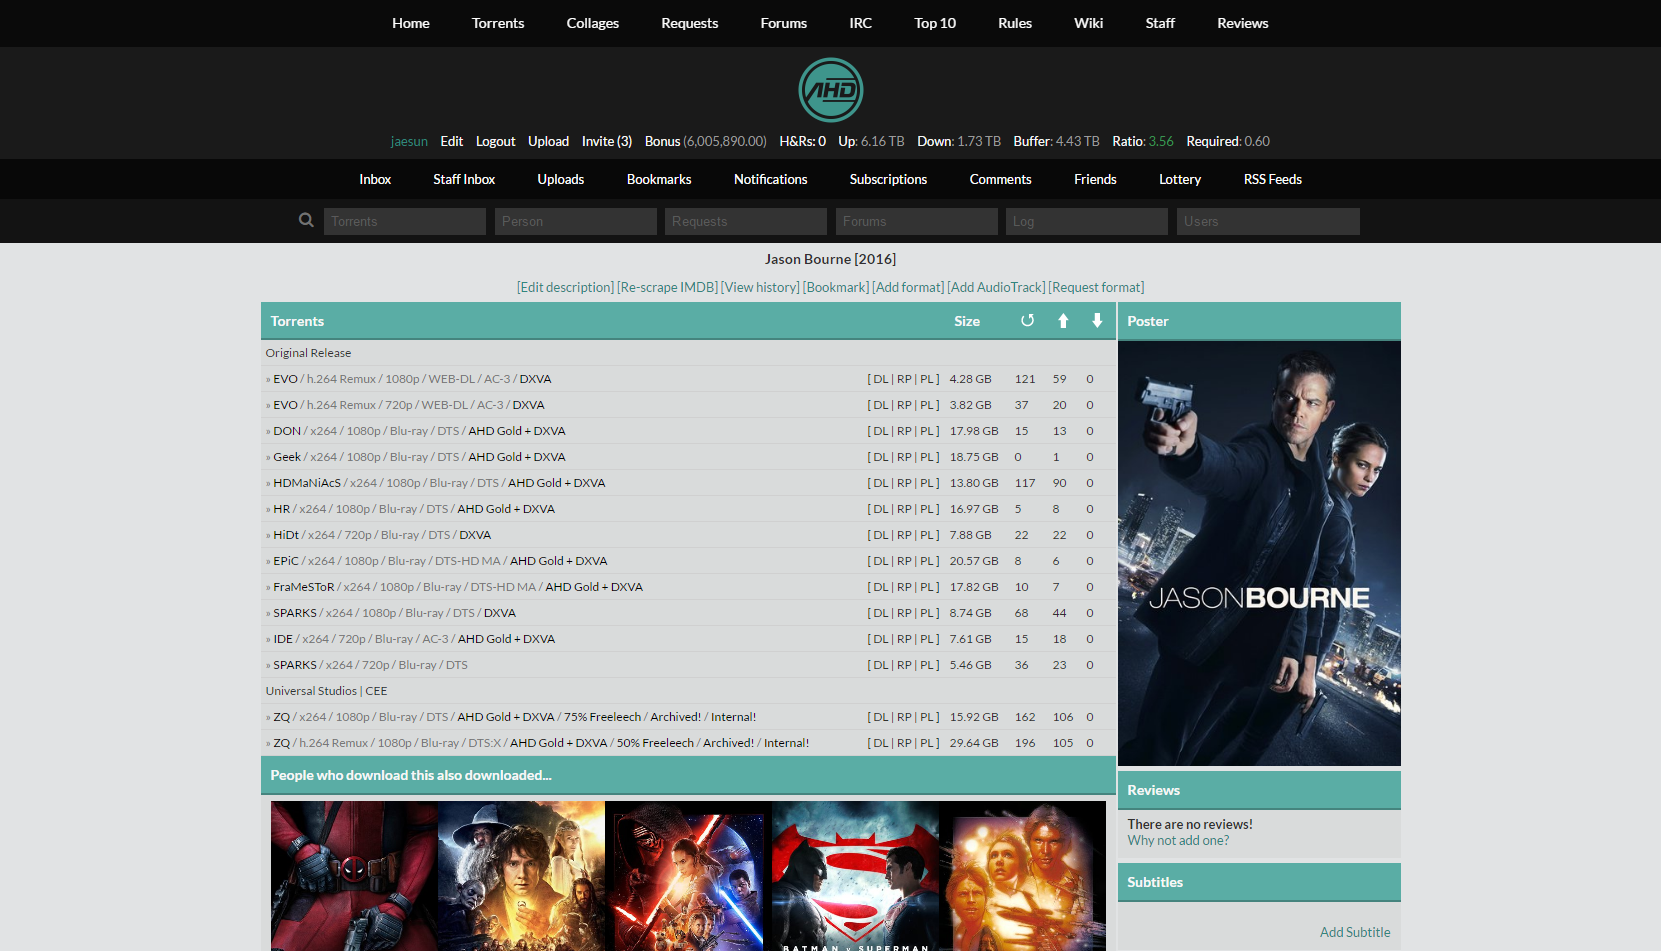 Home Torrents Collages Requests Forums IRC Top 10 Rules Wiki Staff Reviews
AHD
jaesun Edit Logout Upload Invite (3) Bonus (6,005,890.00) H&Rs: 0 Up: 6.16 TB Down: 1.73 TB Buffer: 4.43 TB Ratio: 3.56 Required: 0.60
Inbox Staff Inbox Uploads Bookmarks Notifications Subscriptions Comments Friends Lottery RSS Feeds
Torrents Person Requests Forums Log Users
Jason Bourne [2016]
[Edit description] [Re-scrape IMDB] [View history] [Bookmark] [Add format] [Add AudioTrack] [Request format]
Torrents Size
Original Release
» EVO / h.264 Remux / 1080p / WEB-DL / AC-3 / DXVA [ DL | RP | PL ] 4.28 GB 121 59 0
» EVO / h.264 Remux / 720p / WEB-DL / AC-3 / DXVA [ DL | RP | PL ] 3.82 GB 37 20 0
» DON / x264 / 1080p / Blu-ray / DTS / AHD Gold + DXVA [ DL | RP | PL ] 17.98 GB 15 13 0
» Geek / x264 / 1080p / Blu-ray / DTS / AHD Gold + DXVA [ DL | RP | PL ] 18.75 GB 0 1 0
» HDMaNiAcS / x264 / 1080p / Blu-ray / DTS / AHD Gold + DXVA [ DL | RP | PL ] 13.80 GB 117 90 0
» HR / x264 / 1080p / Blu-ray / DTS / AHD Gold + DXVA [ DL | RP | PL ] 16.97 GB 5 8 0
» HiDt / x264 / 720p / Blu-ray / DTS / DXVA [ DL | RP | PL ] 7.88 GB 22 22 0
» EPiC / x264 / 1080p / Blu-ray / DTS-HD MA / AHD Gold + DXVA [ DL | RP | PL ] 20.57 GB 8 6 0
» FraMeSToR / x264 / 1080p / Blu-ray / DTS-HD MA / AHD Gold + DXVA [ DL | RP | PL ] 17.82 GB 10 7 0
» SPARKS / x264 / 1080p / Blu-ray / DTS / DXVA [ DL | RP | PL ] 8.74 GB 68 44 0
» IDE / x264 / 720p / Blu-ray / AC-3 / AHD Gold + DXVA [ DL | RP | PL ] 7.61 GB 15 18 0
» SPARKS / x264 / 720p / Blu-ray / DTS [ DL | RP | PL ] 5.46 GB 36 23 0
Universal Studios | CEE
» ZQ / x264 / 1080p / Blu-ray / DTS / AHD Gold + DXVA / 75% Freeleech / Archived! / Internal! [ DL | RP | PL ] 15.92 GB 162 106 0
» ZQ / h.264 Remux / 1080p / Blu-ray / DTS:X / AHD Gold + DXVA / 50% Freeleech / Archived! / Internal! [ DL | RP | PL ] 29.64 GB 196 105 0
People who download this also downloaded...
BATMAN v SUPERMAN
Poster
JASONBOURNE
Reviews
There are no reviews!
Why not add one?
Subtitles
Add Subtitle